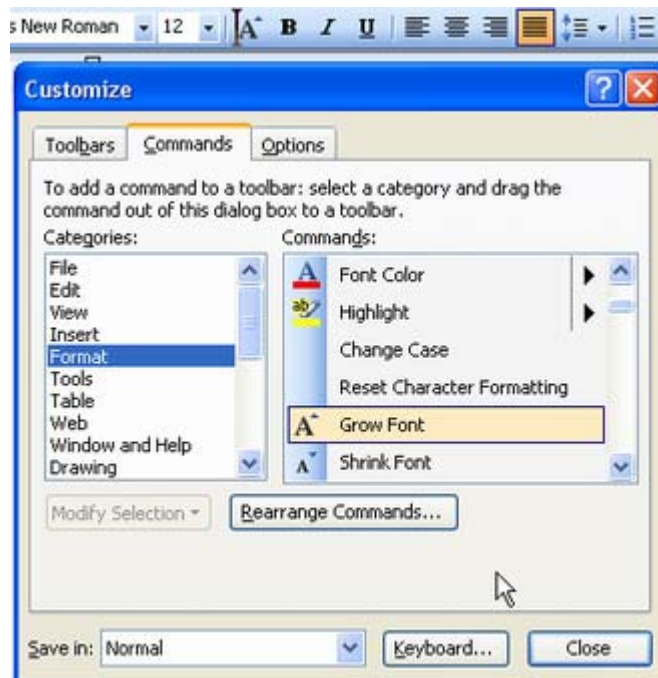 s New Roman 12 A B I U
Customize
Toolbars Commands Options
To add a command to a toolbar: select a category and drag the
command out of this dialog box to a toolbar.
Categories: Commands:
File
Edit
View
Insert
Format
Tools
Table
Web
Window and Help
Drawing
A Font Color
ab Highlight
Change Case
Reset Character Formatting
A Grow Font
A Shrink Font
Modify Selection Rearrange Commands...
Save in: Normal Keyboard... Close